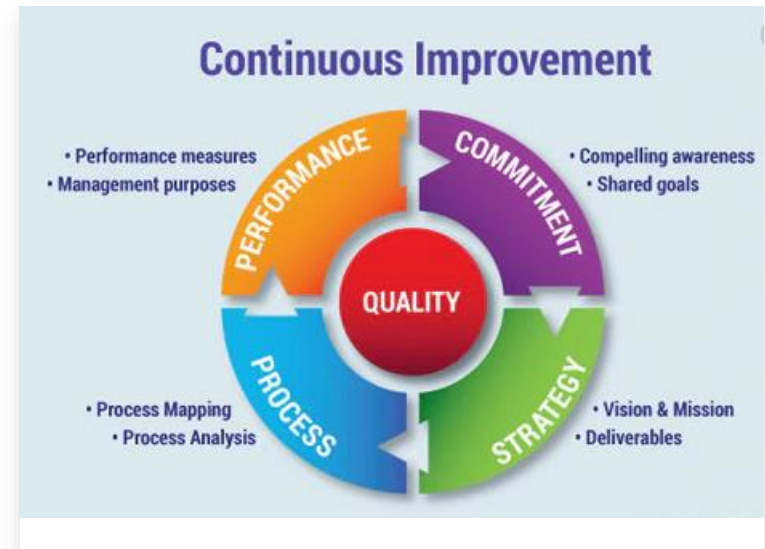 Continuous Improvement
PERFORMANCE
• Performance measures
• Management purposes
COMMITMENT
• Compelling awareness
• Shared goals
QUALITY
PROCESS
• Process Mapping
• Process Analysis
STRATEGY
• Vision & Mission
• Deliverables